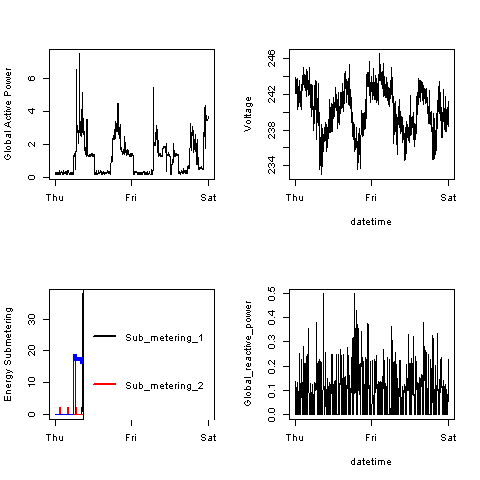 Global Active Power
0 2 4 6
Thu Fri Sat
Voltage
234 238 242 246
Thu Fri Sat
datetime
Energy Submetering
0 10 20 30
Sub_metering_1
Sub_metering_2
Thu Fri Sat
Global_reactive_power
0.0 0.1 0.2 0.3 0.4 0.5
Thu Fri Sat
datetime